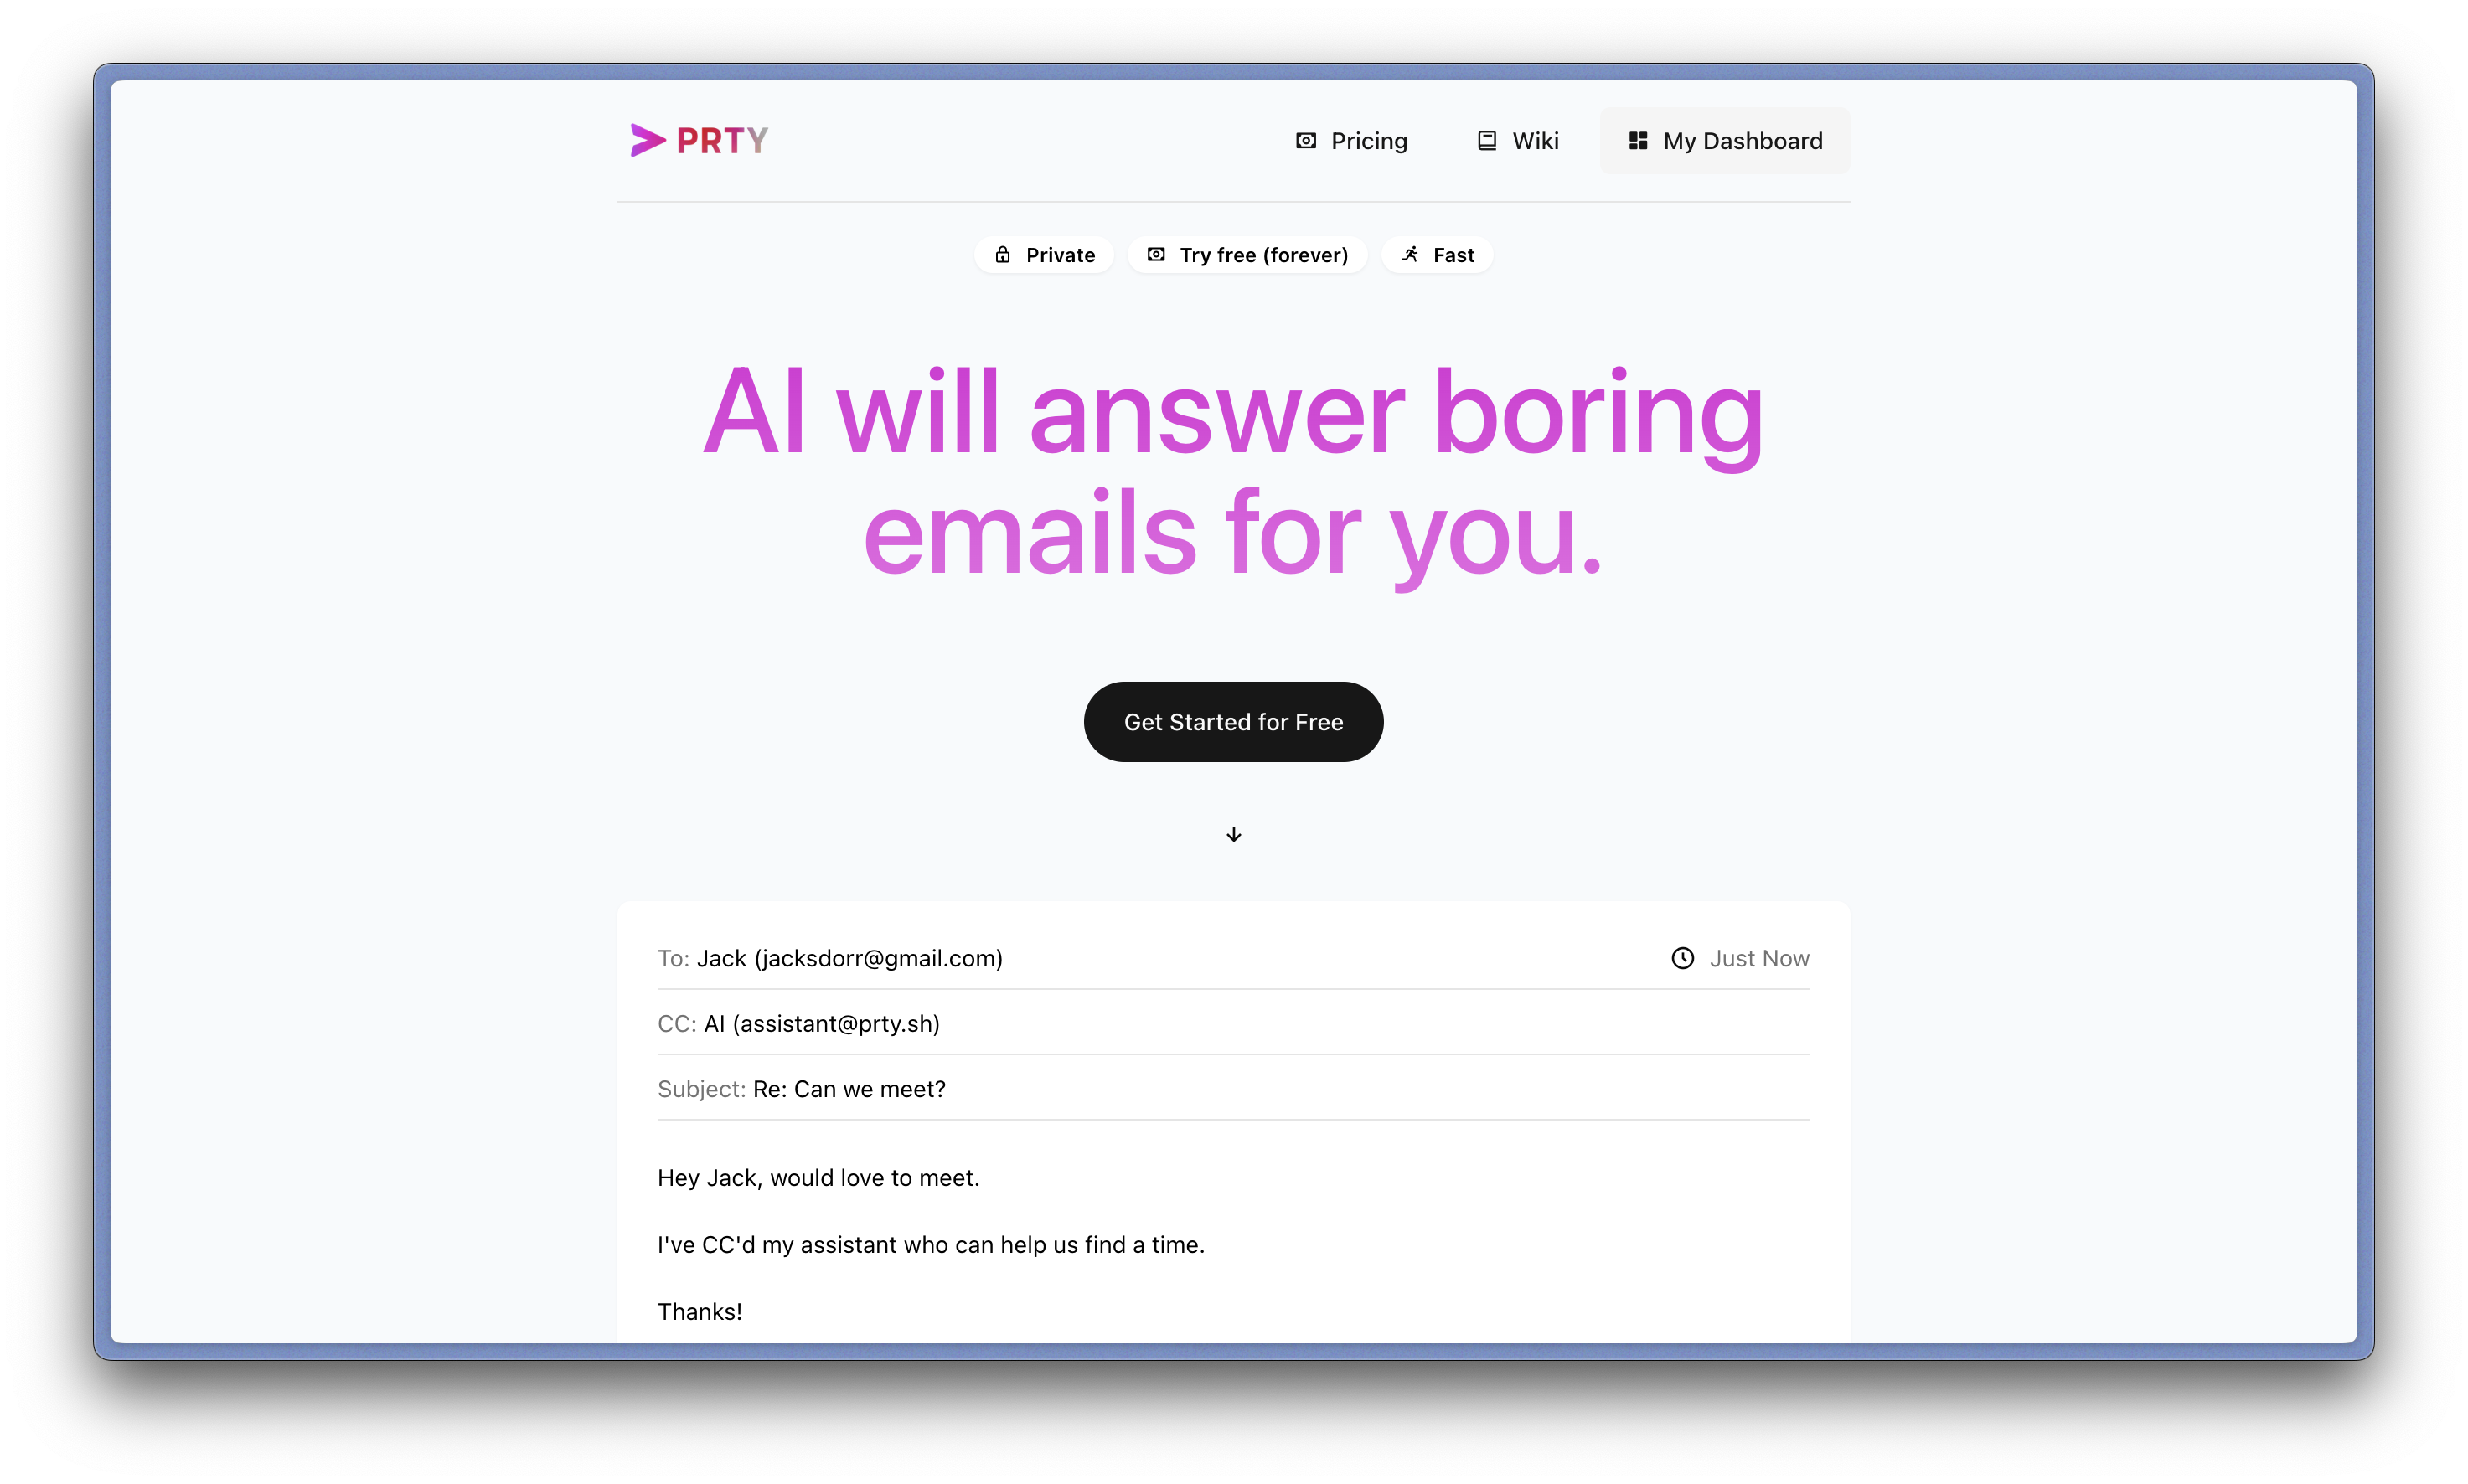 PRTY
Pricing
Wiki
My Dashboard
Private
Try free (forever)
Fast
AI will answer boring
emails for you.
Get Started for Free
To: Jack (jacksdorr@gmail.com)
Just Now
CC: AI (assistant@prty.sh)
Subject: Re: Can we meet?
Hey Jack, would love to meet.
I've CC'd my assistant who can help us find a time.
Thanks!